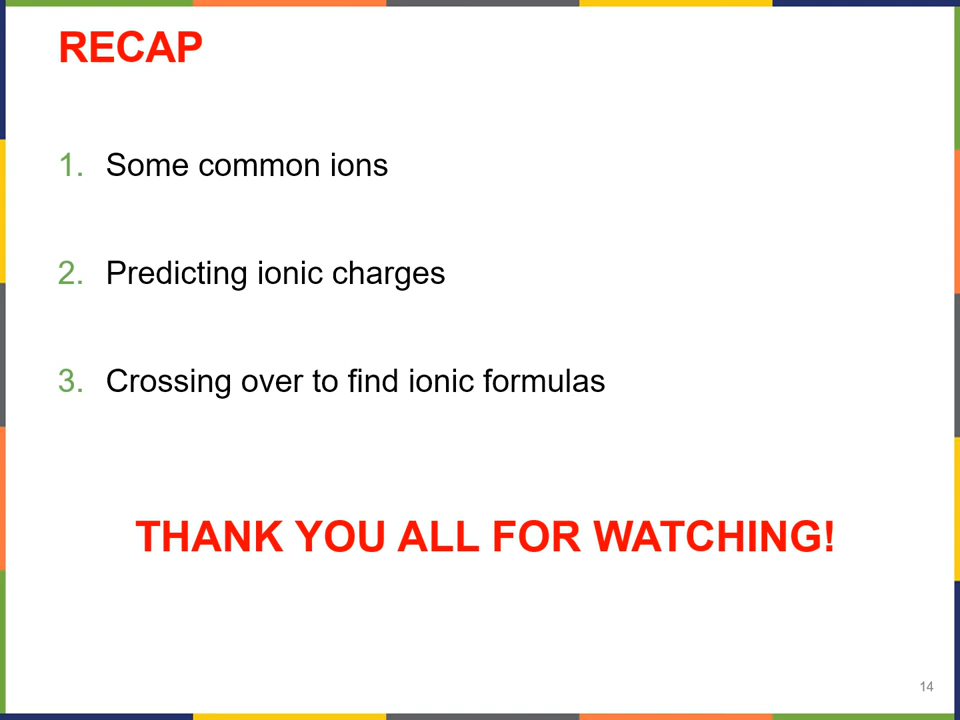 RECAP
1. Some common ions
2. Predicting ionic charges
3. Crossing over to find ionic formulas
THANK YOU ALL FOR WATCHING!
14